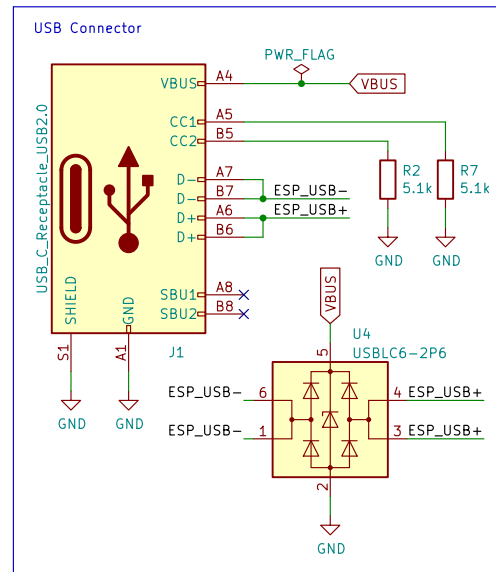 USB Connector
PWR_FLAG
VBUS A4 VBUS
CC1 A5
CC2 B5
R2 R7
5.1k 5.1k
D- A7
D- B7 ESP_USB-
D+ A6 ESP_USB+
D+ B6
USB_C_Receptacle_USB2.0
GND GND
SBU1 A8
SBU2 B8
SHIELD GND
S1 A1 J1
GND GND
VBUS
U4
USBLC6-2P6
5
ESP_USB- 6 4 ESP_USB+
ESP_USB- 1 3 ESP_USB+
2
GND